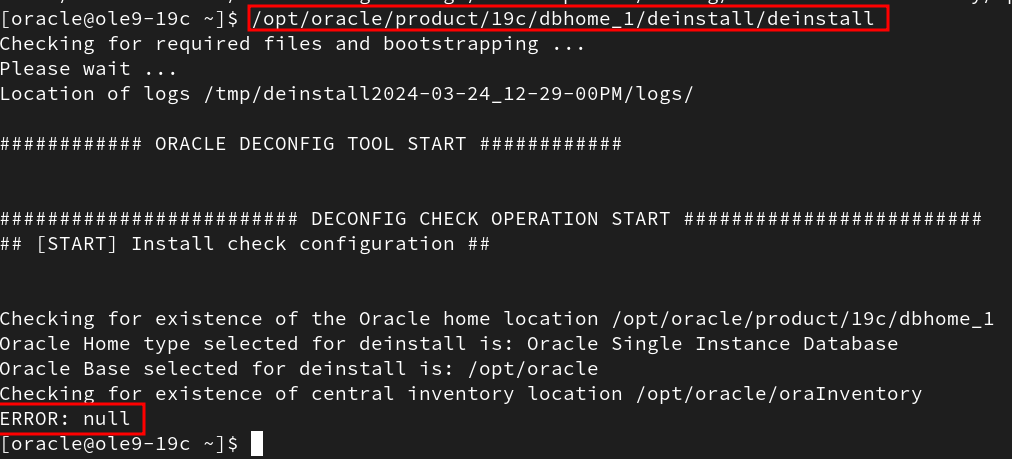 [oracle@ole9-19c ~]$ /opt/oracle/product/19c/dbhome_1/deinstall/deinstall
Checking for required files and bootstrapping ...
Please wait ...
Location of logs /tmp/deinstall2024-03-24_12-29-00PM/logs/
############ ORACLE DECONFIG TOOL START ############
######################### DECONFIG CHECK OPERATION START #########################
## [START] Install check configuration ##
Checking for existence of the Oracle home location /opt/oracle/product/19c/dbhome_1
Oracle Home type selected for deinstall is: Oracle Single Instance Database
Oracle Base selected for deinstall is: /opt/oracle
Checking for existence of central inventory location /opt/oracle/oraInventory
ERROR: null
[oracle@ole9-19c ~]$